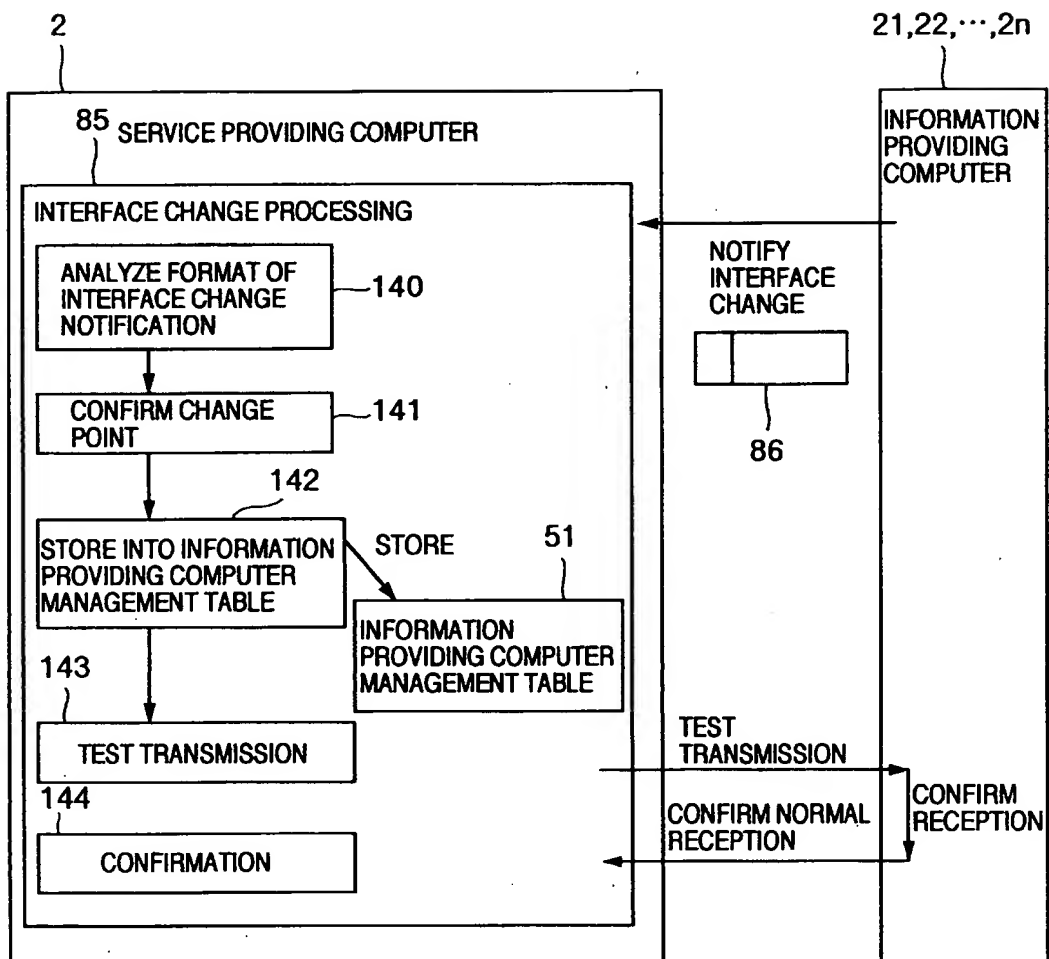 2
21,22,···,2n
85
SERVICE PROVIDING COMPUTER
INFORMATION
PROVIDING
COMPUTER
INTERFACE CHANGE PROCESSING
ANALYZE FORMAT OF
INTERFACE CHANGE
NOTIFICATION
140
NOTIFY
INTERFACE
CHANGE
86
CONFIRM CHANGE
POINT
141
142
STORE INTO INFORMATION
PROVIDING COMPUTER
MANAGEMENT TABLE
STORE
51
INFORMATION
PROVIDING COMPUTER
MANAGEMENT TABLE
143
TEST TRANSMISSION
TEST
TRANSMISSION
CONFIRM
RECEPTION
144
CONFIRMATION
CONFIRM NORMAL
RECEPTION